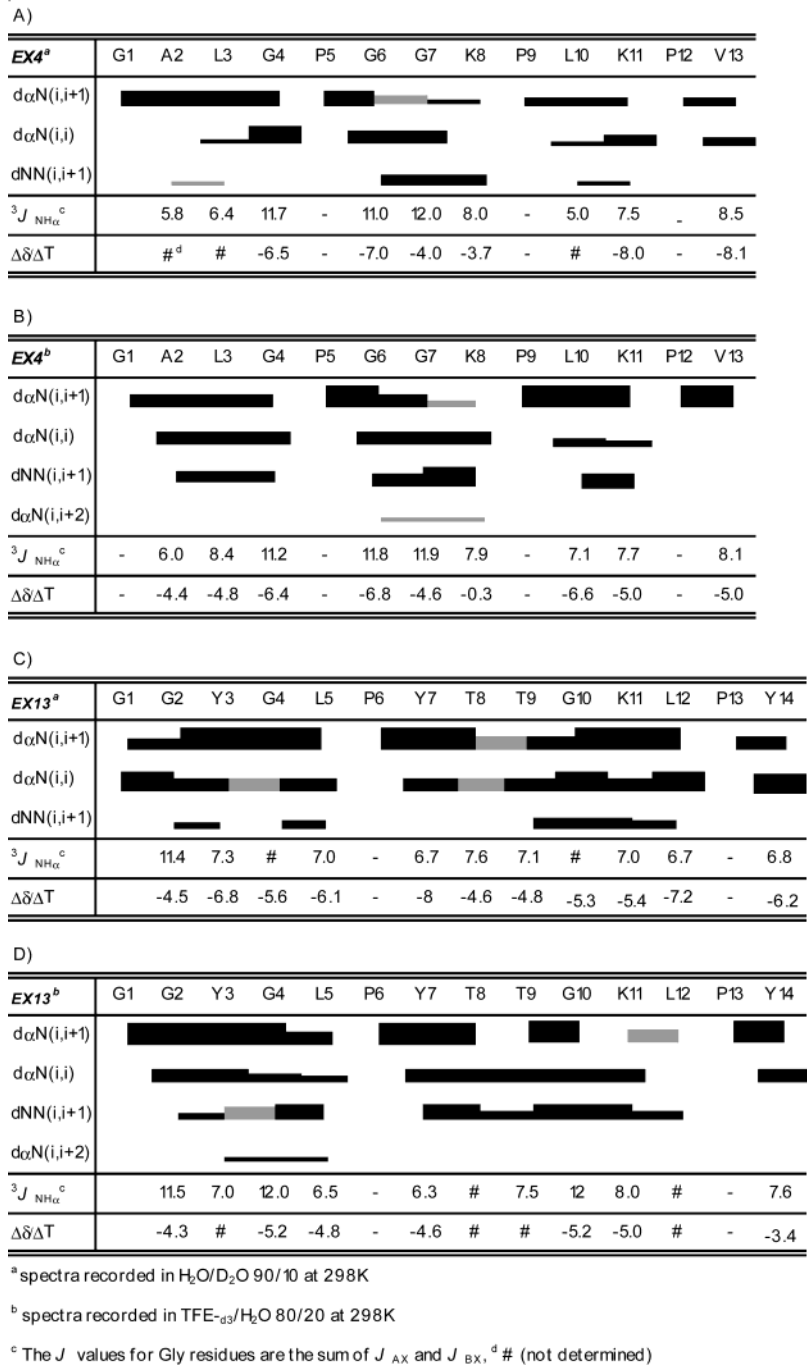 A)
EX4ᵃ G1 A2 L3 G4 P5 G6 G7 K8 P9 L10 K11 P12 V13
dαN(i,i+1)
dαN(i,i)
dNN(i,i+1)
³J NHα ᶜ 5.8 6.4 11.7 - 11.0 12.0 8.0 - 5.0 7.5 - 8.5
Δδ/ΔT #ᵈ # -6.5 - -7.0 -4.0 -3.7 - # -8.0 - -8.1
B)
EX4ᵇ G1 A2 L3 G4 P5 G6 G7 K8 P9 L10 K11 P12 V13
dαN(i,i+1)
dαN(i,i)
dNN(i,i+1)
dαN(i,i+2)
³J NHα ᶜ - 6.0 8.4 11.2 - 11.8 11.9 7.9 - 7.1 7.7 - 8.1
Δδ/ΔT - -4.4 -4.8 -6.4 - -6.8 -4.6 -0.3 - -6.6 -5.0 - -5.0
C)
EX13ᵃ G1 G2 Y3 G4 L5 P6 Y7 T8 T9 G10 K11 L12 P13 Y14
dαN(i,i+1)
dαN(i,i)
dNN(i,i+1)
³J NHα ᶜ 11.4 7.3 # 7.0 - 6.7 7.6 7.1 # 7.0 6.7 - 6.8
Δδ/ΔT -4.5 -6.8 -5.6 -6.1 - -8 -4.6 -4.8 -5.3 -5.4 -7.2 - -6.2
D)
EX13ᵇ G1 G2 Y3 G4 L5 P6 Y7 T8 T9 G10 K11 L12 P13 Y14
dαN(i,i+1)
dαN(i,i)
dNN(i,i+1)
dαN(i,i+2)
³J NHα ᶜ 11.5 7.0 12.0 6.5 - 6.3 # 7.5 12 8.0 # - 7.6
Δδ/ΔT -4.3 # -5.2 -4.8 - -4.6 # # -5.2 -5.0 # - -3.4
ᵃ spectra recorded in H₂O/D₂O 90/10 at 298K
ᵇ spectra recorded in TFE-d3/H₂O 80/20 at 298K
ᶜ The J values for Gly residues are the sum of J AX and J BX, ᵈ # (not determined)